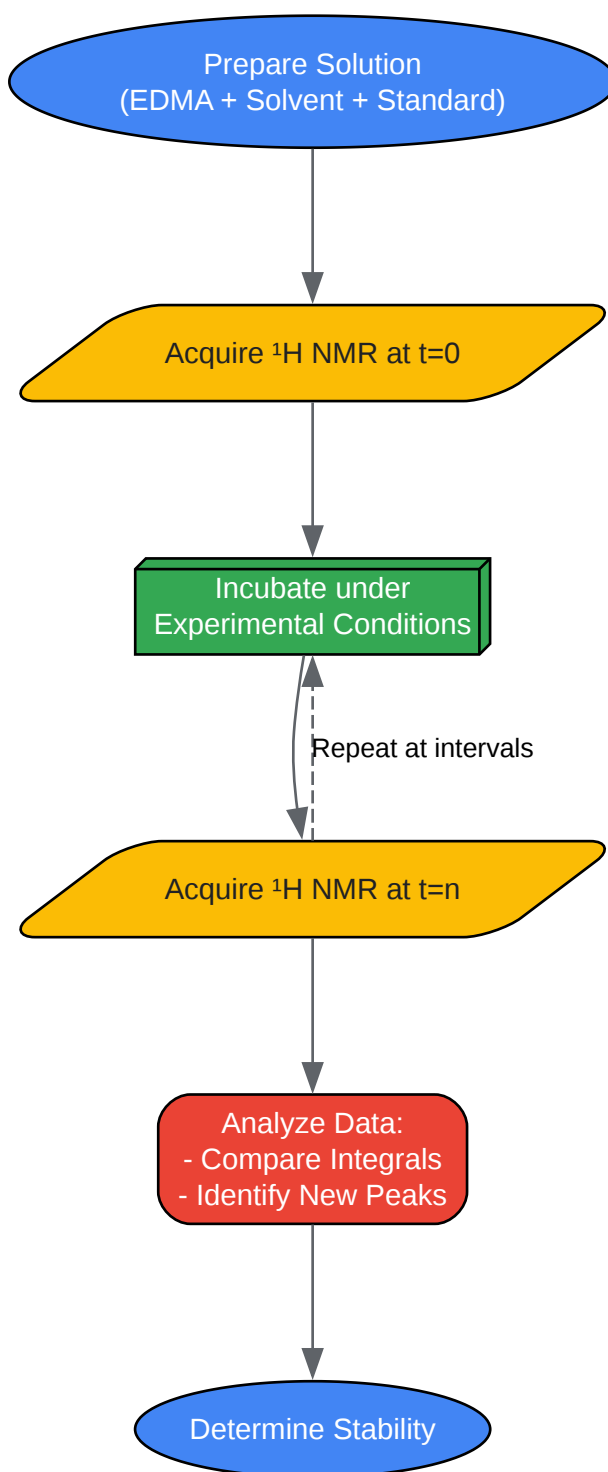 Prepare Solution
(EDMA + Solvent + Standard)
Acquire ¹H NMR at t=0
Incubate under
Experimental Conditions
Repeat at intervals
Acquire ¹H NMR at t=n
Analyze Data:
- Compare Integrals
- Identify New Peaks
Determine Stability